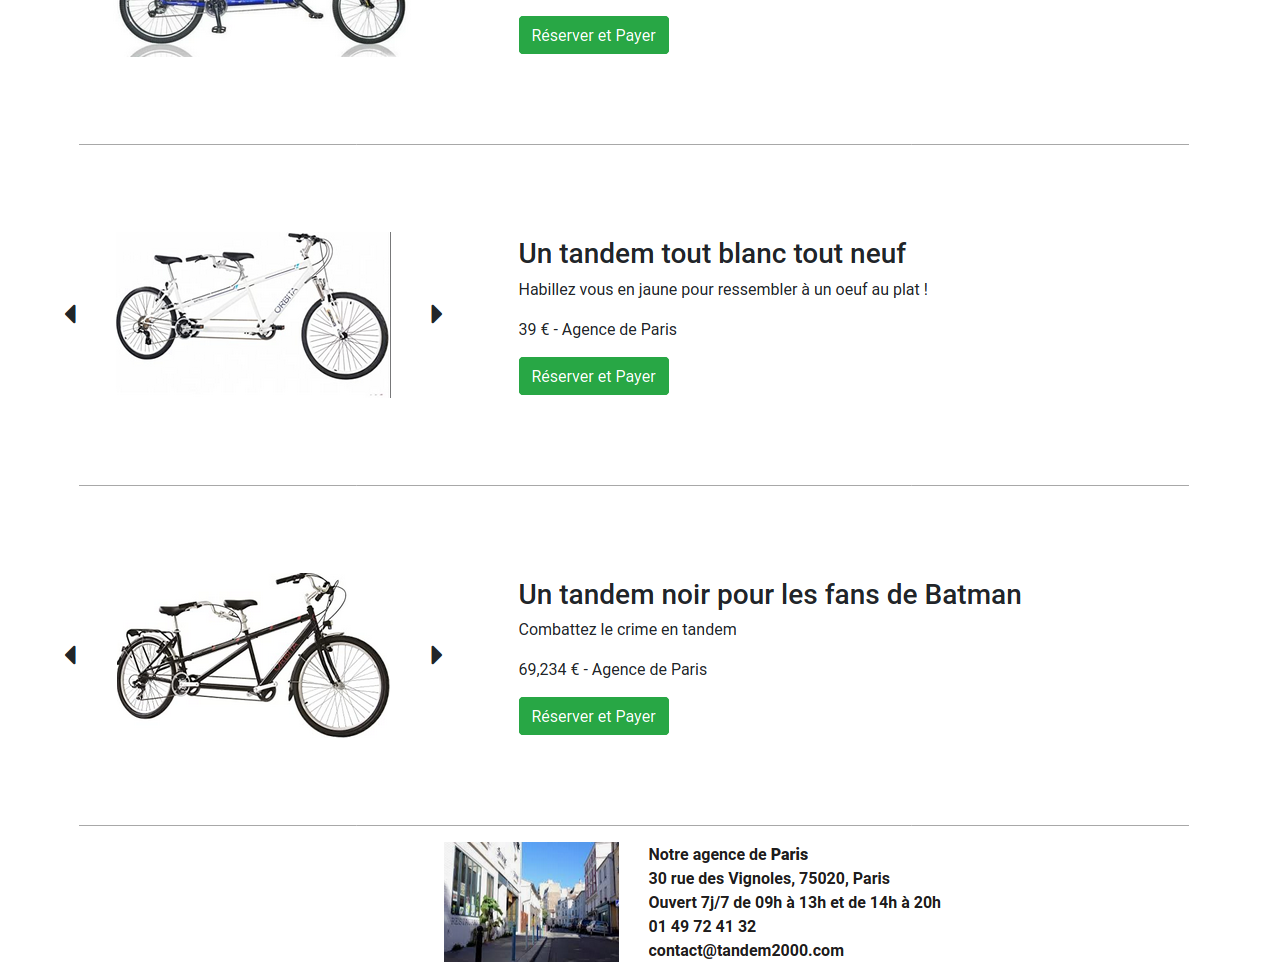 Réserver et Payer
ORBITA
Un tandem tout blanc tout neuf
Habillez vous en jaune pour ressembler à un oeuf au plat !
39 € - Agence de Paris
Réserver et Payer
Un tandem noir pour les fans de Batman
Combattez le crime en tandem
69,234 € - Agence de Paris
Réserver et Payer
Notre agence de Paris
30 rue des Vignoles, 75020, Paris
Ouvert 7j/7 de 09h à 13h et de 14h à 20h
01 49 72 41 32
contact@tandem2000.com